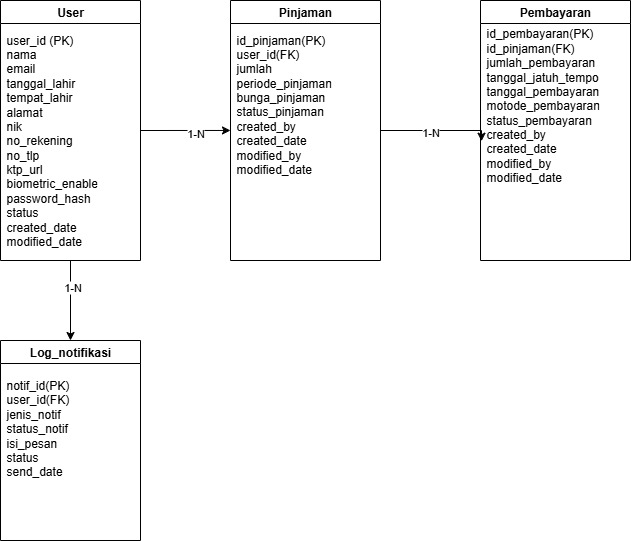 User
user_id (PK)
nama
email
tanggal_lahir
tempat_lahir
alamat
nik
no_rekening
no_tlp
ktp_url
biometric_enable
password_hash
status
created_date
modified_date
1-N
Pinjaman
id_pinjaman(PK)
user_id(FK)
jumlah
periode_pinjaman
bunga_pinjaman
status_pinjaman
created_by
created_date
modified_by
modified_date
1-N
Pembayaran
id_pembayaran(PK)
id_pinjaman(FK)
jumlah_pembayaran
tanggal_jatuh_tempo
tanggal_pembayaran
motode_pembayaran
status_pembayaran
created_by
created_date
modified_by
modified_date
1-N
Log_notifikasi
notif_id(PK)
user_id(FK)
jenis_notif
status_notif
isi_pesan
status
send_date